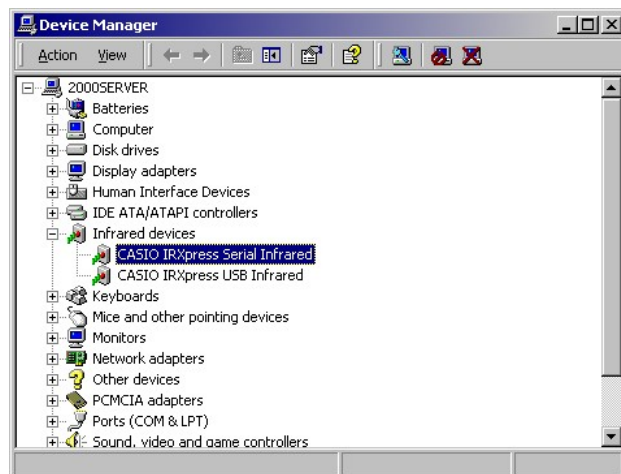 Device Manager
Action View
2000SERVER
Batteries
Computer
Disk drives
Display adapters
Human Interface Devices
IDE ATA/ATAPI controllers
Infrared devices
CASIO IRXpress Serial Infrared
CASIO IRXpress USB Infrared
Keyboards
Mice and other pointing devices
Monitors
Network adapters
Other devices
PCMCIA adapters
Ports (COM & LPT)
Sound, video and game controllers